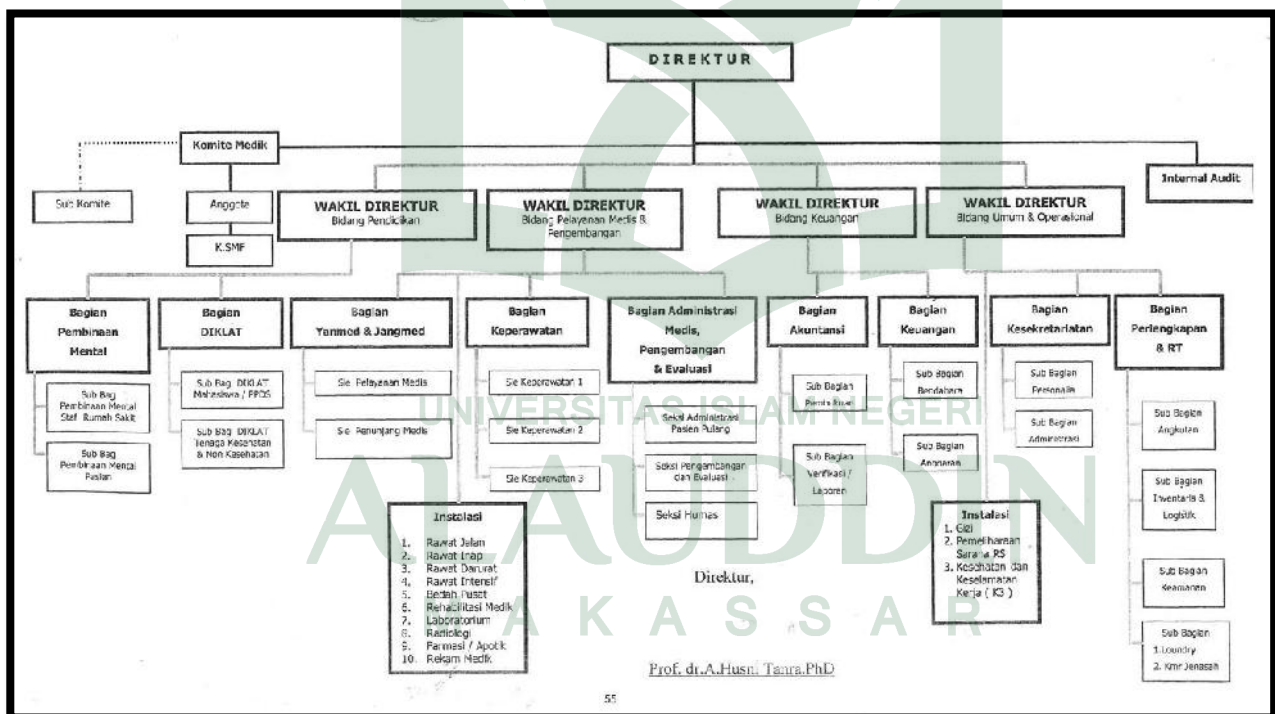 DIREKTUR
Komite Medik
Internal Audit
Sub Komite
Anggota
K.SMF
WAKIL DIREKTUR
Bidang Pendidikan
WAKIL DIREKTUR
Bidang Pelayanan Medis &
Pengembangan
WAKIL DIREKTUR
Bidang Keuangan
WAKIL DIREKTUR
Bidang Umum & Operasional
Bagian
Pembinaan
Mental
Bagian
DIKLAT
Bagian
Yanmed & Jangmed
Bagian
Keperawatan
Bagian Administrasi
Medis,
Pengembangan
& Evaluasi
Bagian
Akuntansi
Bagian
Keuangan
Bagian
Kesekretariatan
Bagian
Perlengkapan
& RT
Sub Bag
Pembinaan Mental
Staf Rumah Sakit
Sub Bag
Pembinaan Mental
Pasian
Sub Bag DIKLAT
Mahasiswa / PPDS
Sub Bag DIKLAT
Tenaga Kesehatan
& Non Kesehatan
Sie Pelayanan Medis
Sie Penunjang Medis
Sie Keperawatan 1
Sie Keperawatan 2
Sie Keperawatan 3
Seksi Administrasi
Pasien Pulang
Seksi Pengembangan
dan Evaluasi
Seksi Humas
Sub Bagian
Pembukuan
Sub Bagian
Verifikasi /
Laporan
Sub Bagian
Bendahara
Sub Bagian
Anggaran
Sub Bagian
Personalia
Sub Bagian
Administrasi
Sub Bagian
Angkutan
Sub Bagian
Inventaris &
Logistik
Sub Bagian
Keamanan
Sub Bagian
1.Loundry
2. Kmr Jenasah
Instalasi
1. Rawat Jalan
2. Rawat Inap
3. Rawat Darurat
4. Rawat Intensif
5. Bedah Pusat
6. Rehabilitasi Medik
7. Laboratorium
8. Radiologi
9. Farmasi / Apotik
10. Rekam Medik
Instalasi
1. Gizi
2. Pemeliharaan
Sarana RS
3. Kesehatan dan
Keselamatan
Kerja ( K3 )
Direktur,
Prof. dr.A.Husni Tanra.PhD
55
UNIVERSITAS ISLAM NEGERI
ALAUDDIN
MAKASSAR